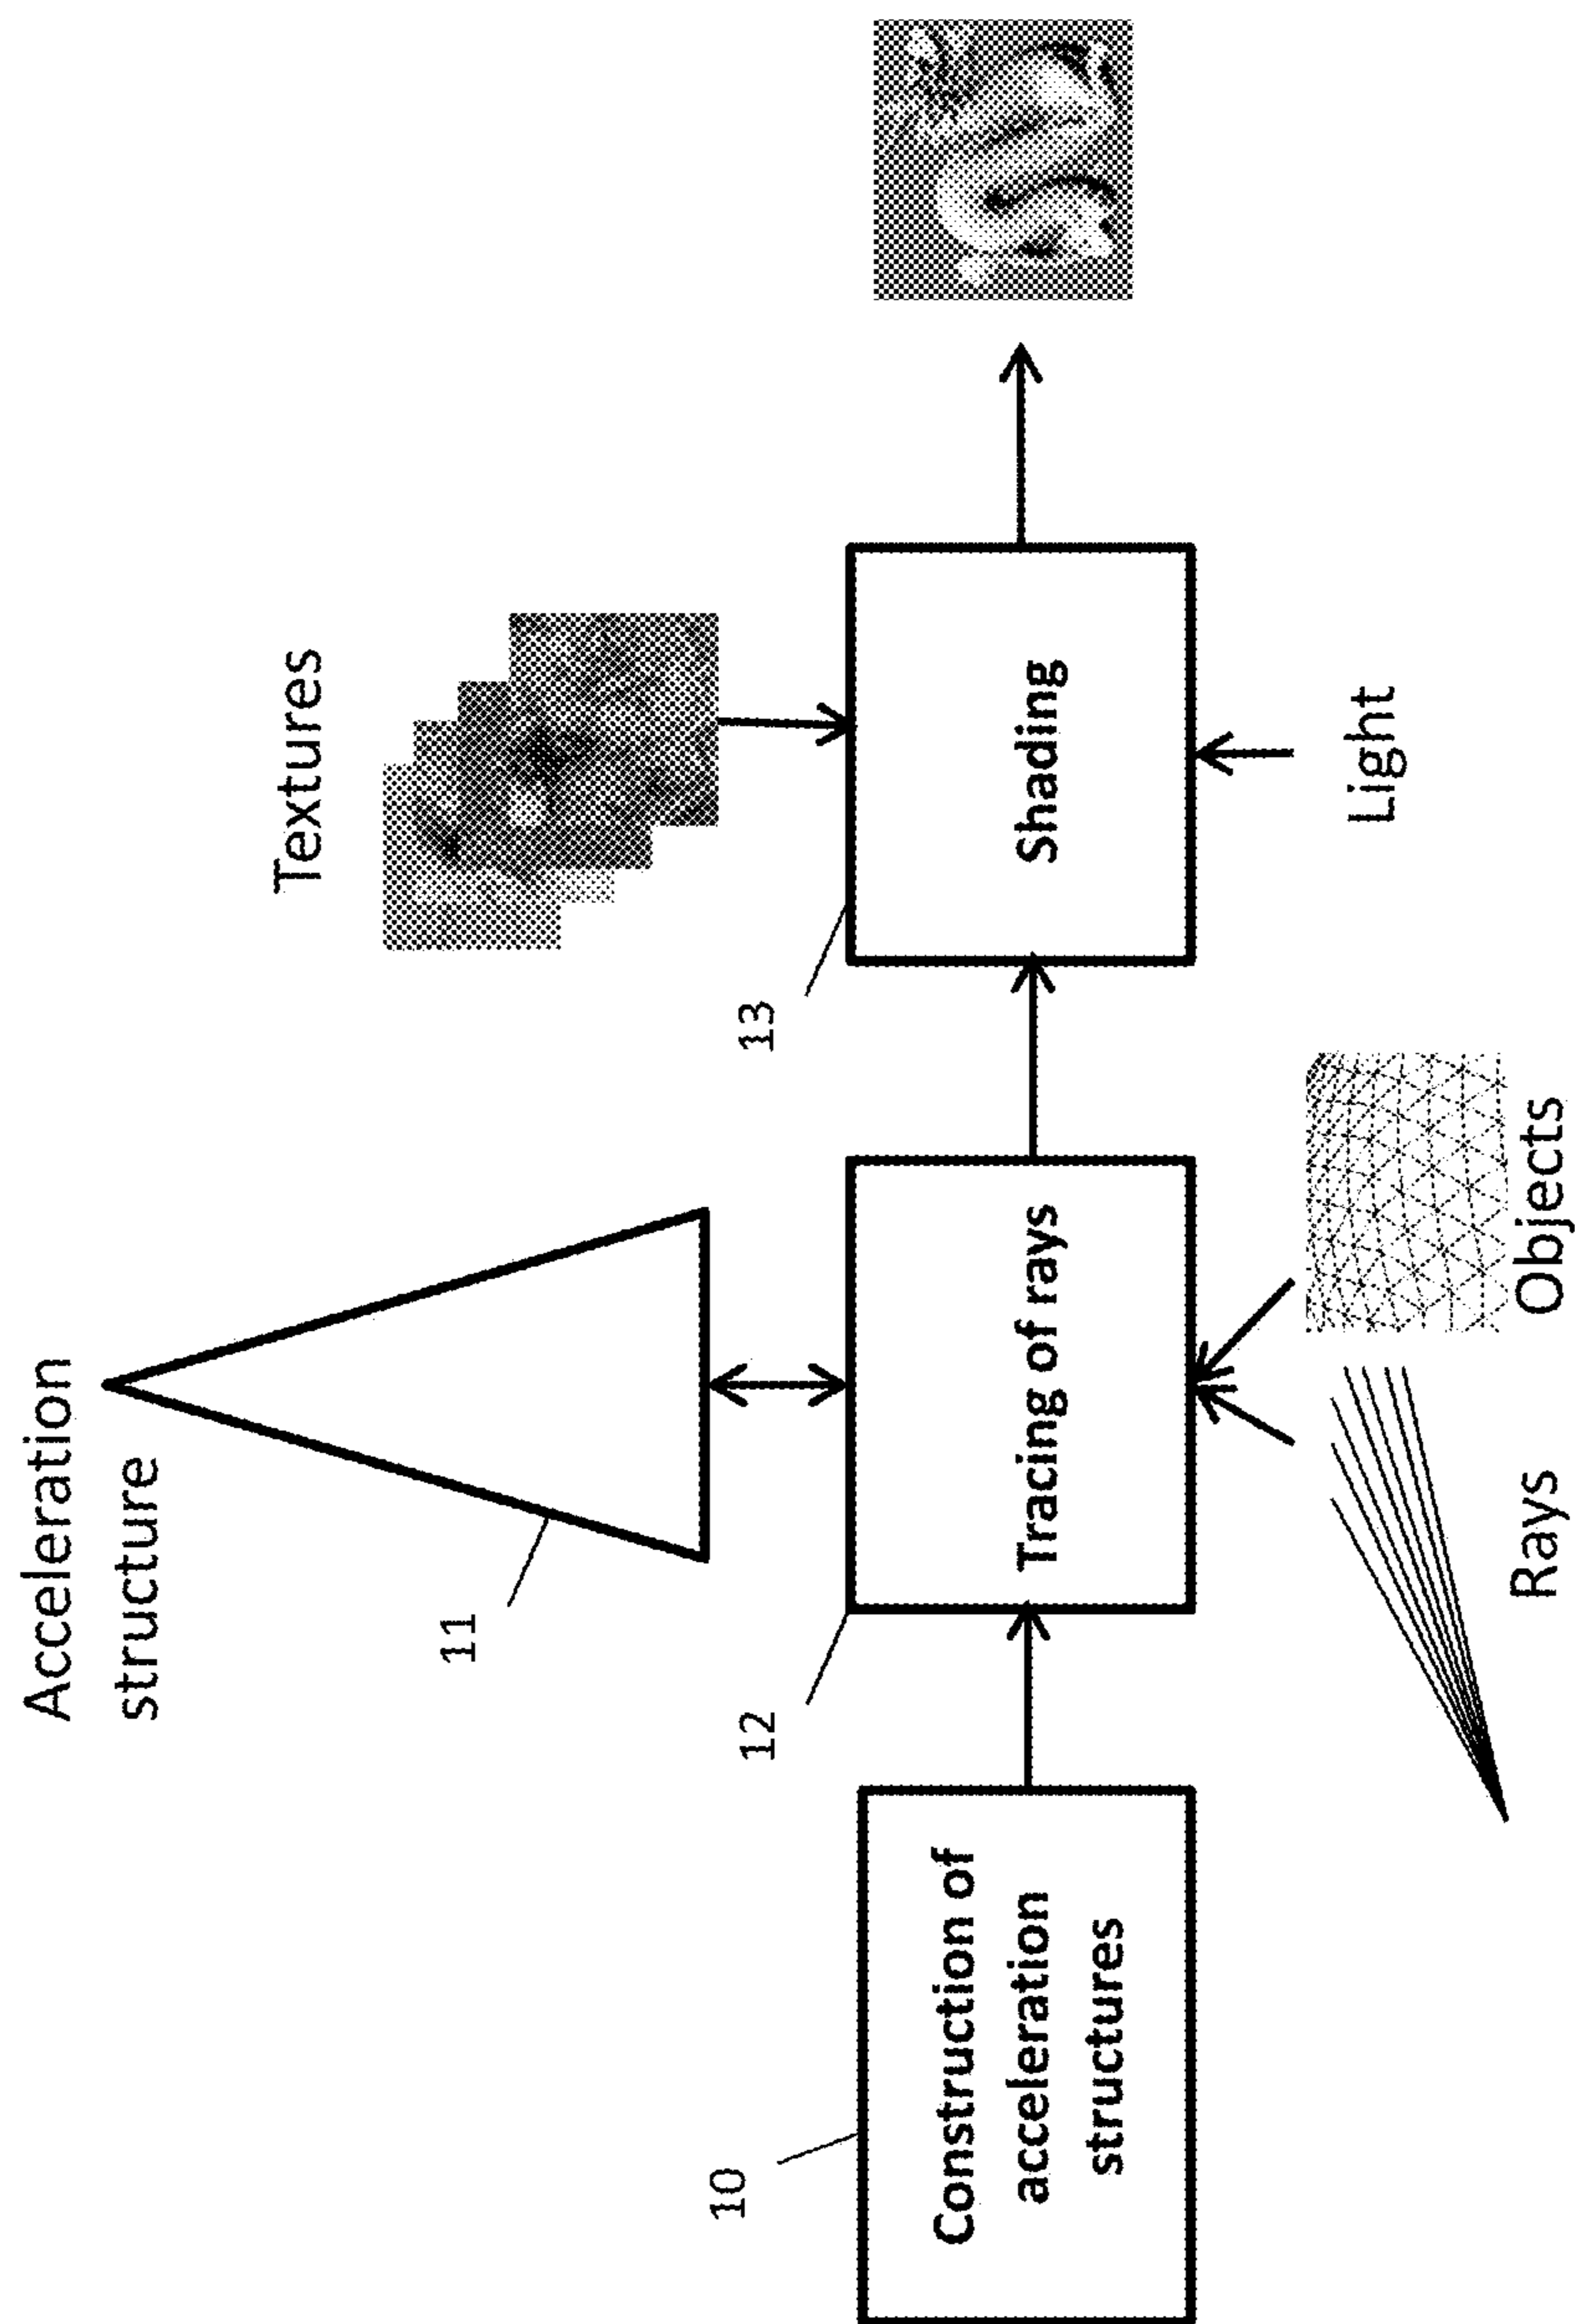 Acceleration
structure
Textures
11
12
13
10
Construction of
acceleration
structures
Tracing of rays
Shading
Rays
Objects
Light